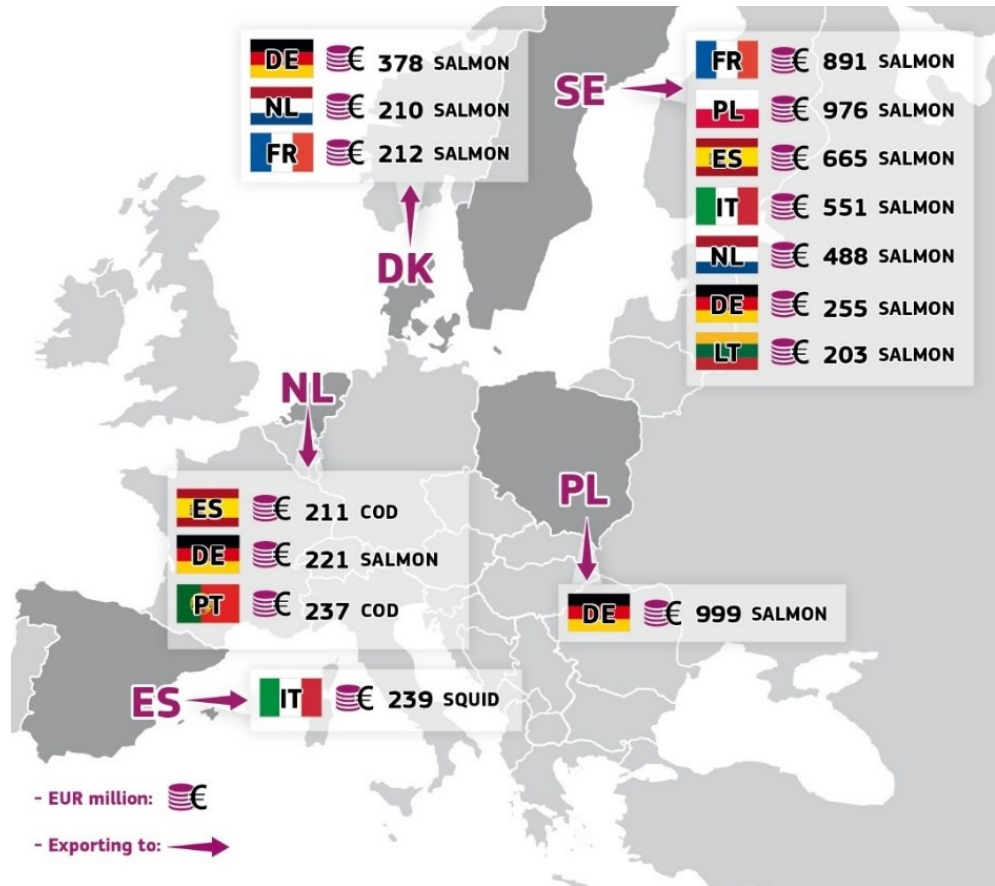 DE € 378 SALMON
NL € 210 SALMON
FR € 212 SALMON
DK
SE
FR € 891 SALMON
PL € 976 SALMON
ES € 665 SALMON
IT € 551 SALMON
NL € 488 SALMON
DE € 255 SALMON
LT € 203 SALMON
NL
ES € 211 COD
DE € 221 SALMON
PT € 237 COD
PL
DE € 999 SALMON
ES
IT € 239 SQUID
- EUR million: €
- Exporting to: